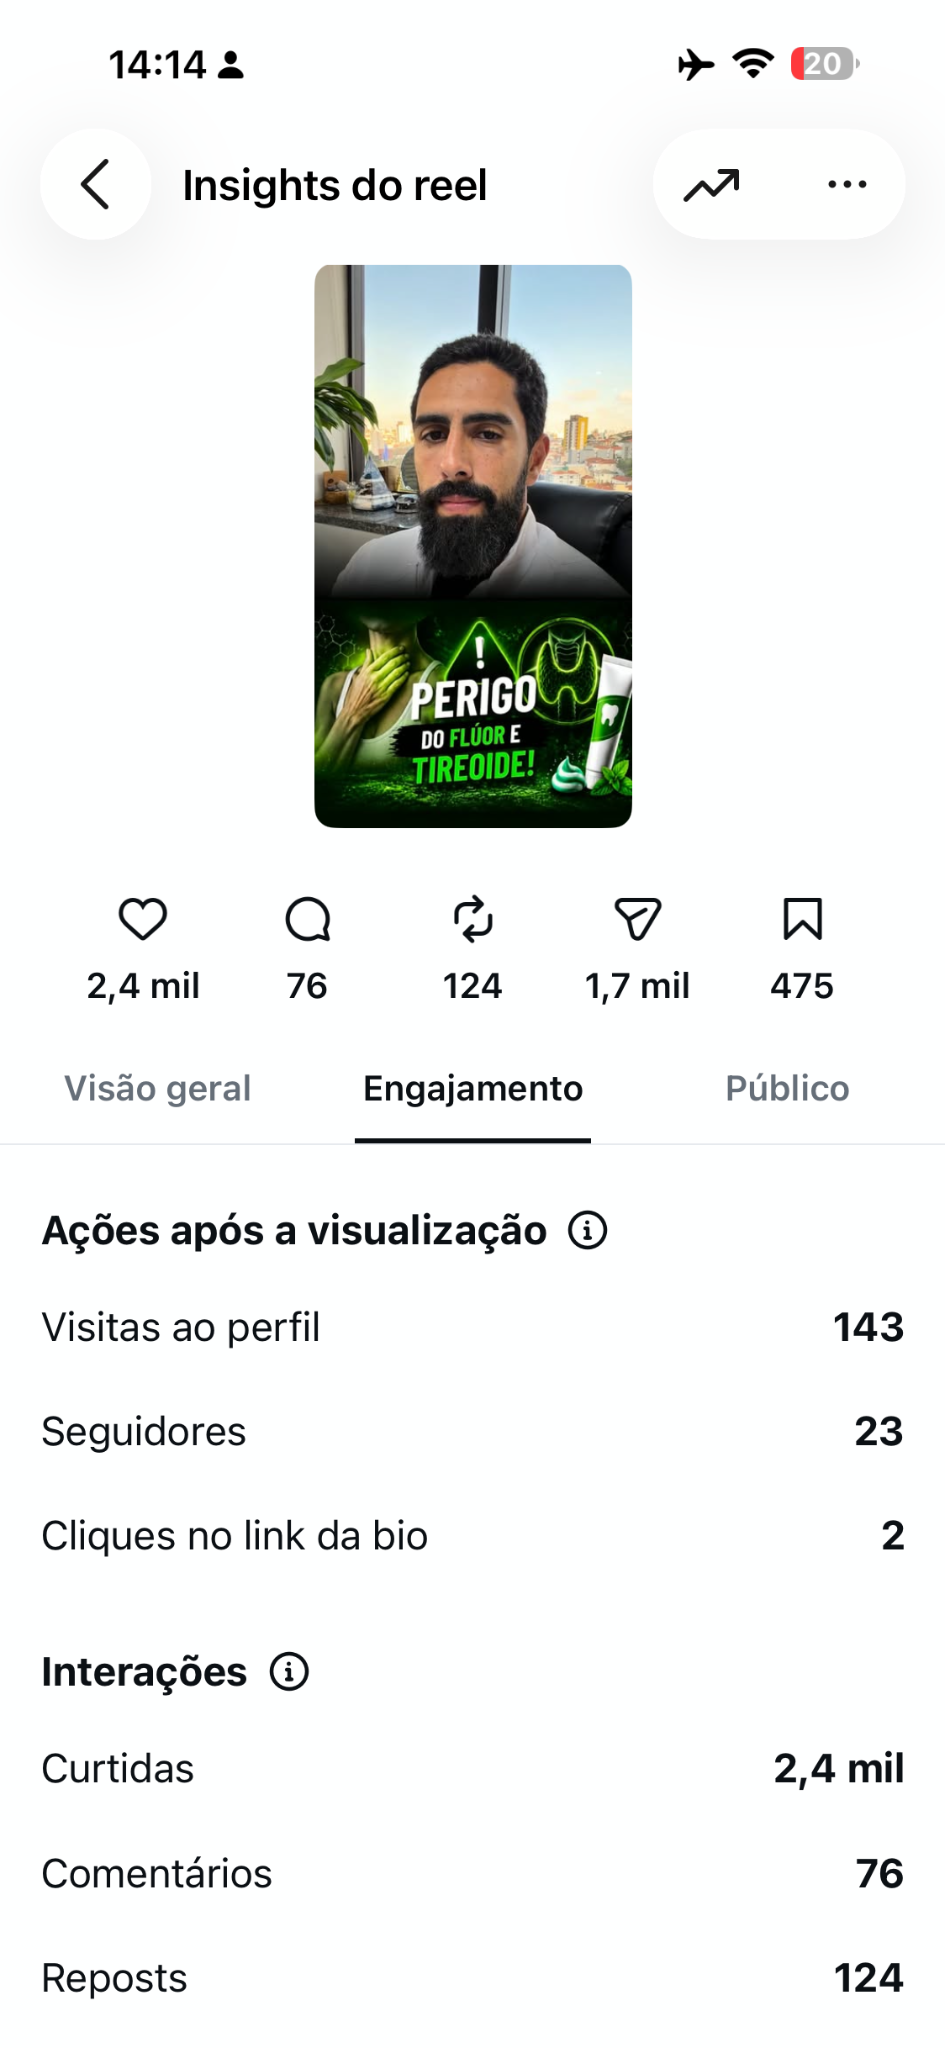 14:14
20
Insights do reel
PERIGO
DO FLÚOR E
TIREOIDE!
2,4 mil
76
124
1,7 mil
475
Visão geral
Engajamento
Público
Ações após a visualização
Visitas ao perfil 143
Seguidores 23
Cliques no link da bio 2
Interações
Curtidas 2,4 mil
Comentários 76
Reposts 124